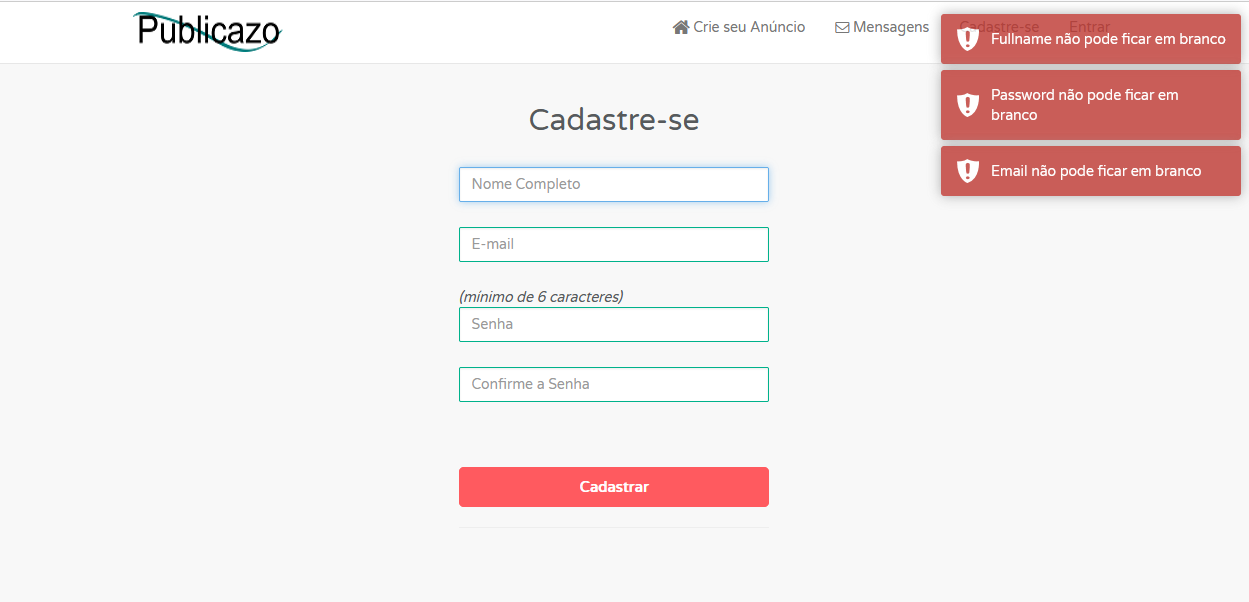 Publicazo
Crie seu Anúncio
Mensagens
Cadastre-se
Entrar
Fullname não pode ficar em branco
Password não pode ficar em
branco
Email não pode ficar em branco
Cadastre-se
Nome Completo
E-mail
(mínimo de 6 caracteres)
Senha
Confirme a Senha
Cadastrar